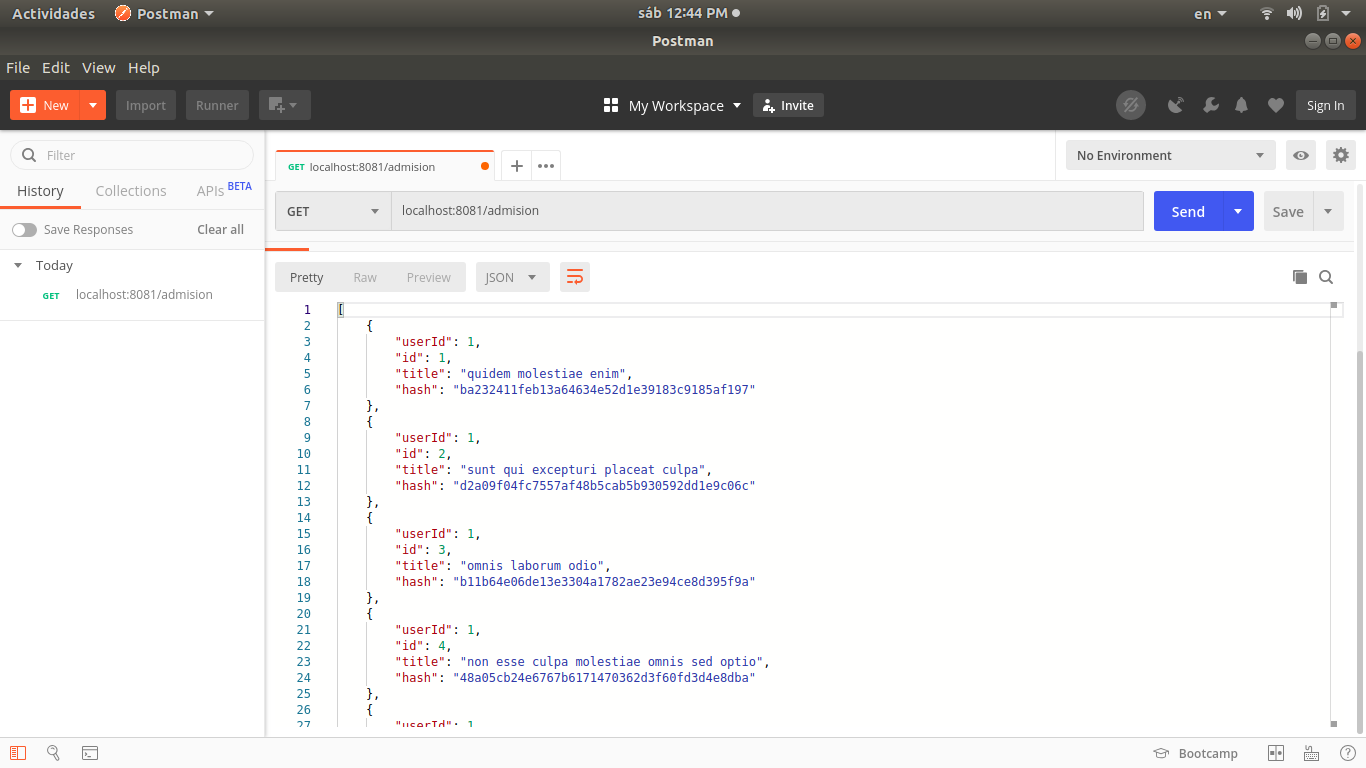 Actividades Postman sáb 12:44 PM en
Postman
File Edit View Help
New Import Runner My Workspace Invite Sign In
Filter
History Collections APIs BETA
Save Responses Clear all
Today
GET localhost:8081/admision
GET localhost:8081/admision
No Environment
GET localhost:8081/admision Send Save
Pretty Raw Preview JSON
1 [
2 {
3 "userId": 1,
4 "id": 1,
5 "title": "quidem molestiae enim",
6 "hash": "ba232411feb13a64634e52d1e39183c9185af197"
7 },
8 {
9 "userId": 1,
10 "id": 2,
11 "title": "sunt qui excepturi placeat culpa",
12 "hash": "d2a09f04fc7557af48b5cab5b930592dd1e9c06c"
13 },
14 {
15 "userId": 1,
16 "id": 3,
17 "title": "omnis laborum odio",
18 "hash": "b11b64e06de13e3304a1782ae23e94ce8d395f9a"
19 },
20 {
21 "userId": 1,
22 "id": 4,
23 "title": "non esse culpa molestiae omnis sed optio",
24 "hash": "48a05cb24e6767b6171470362d3f60fd3d4e8dba"
25 },
26 {
27 "userId": 1
Bootcamp